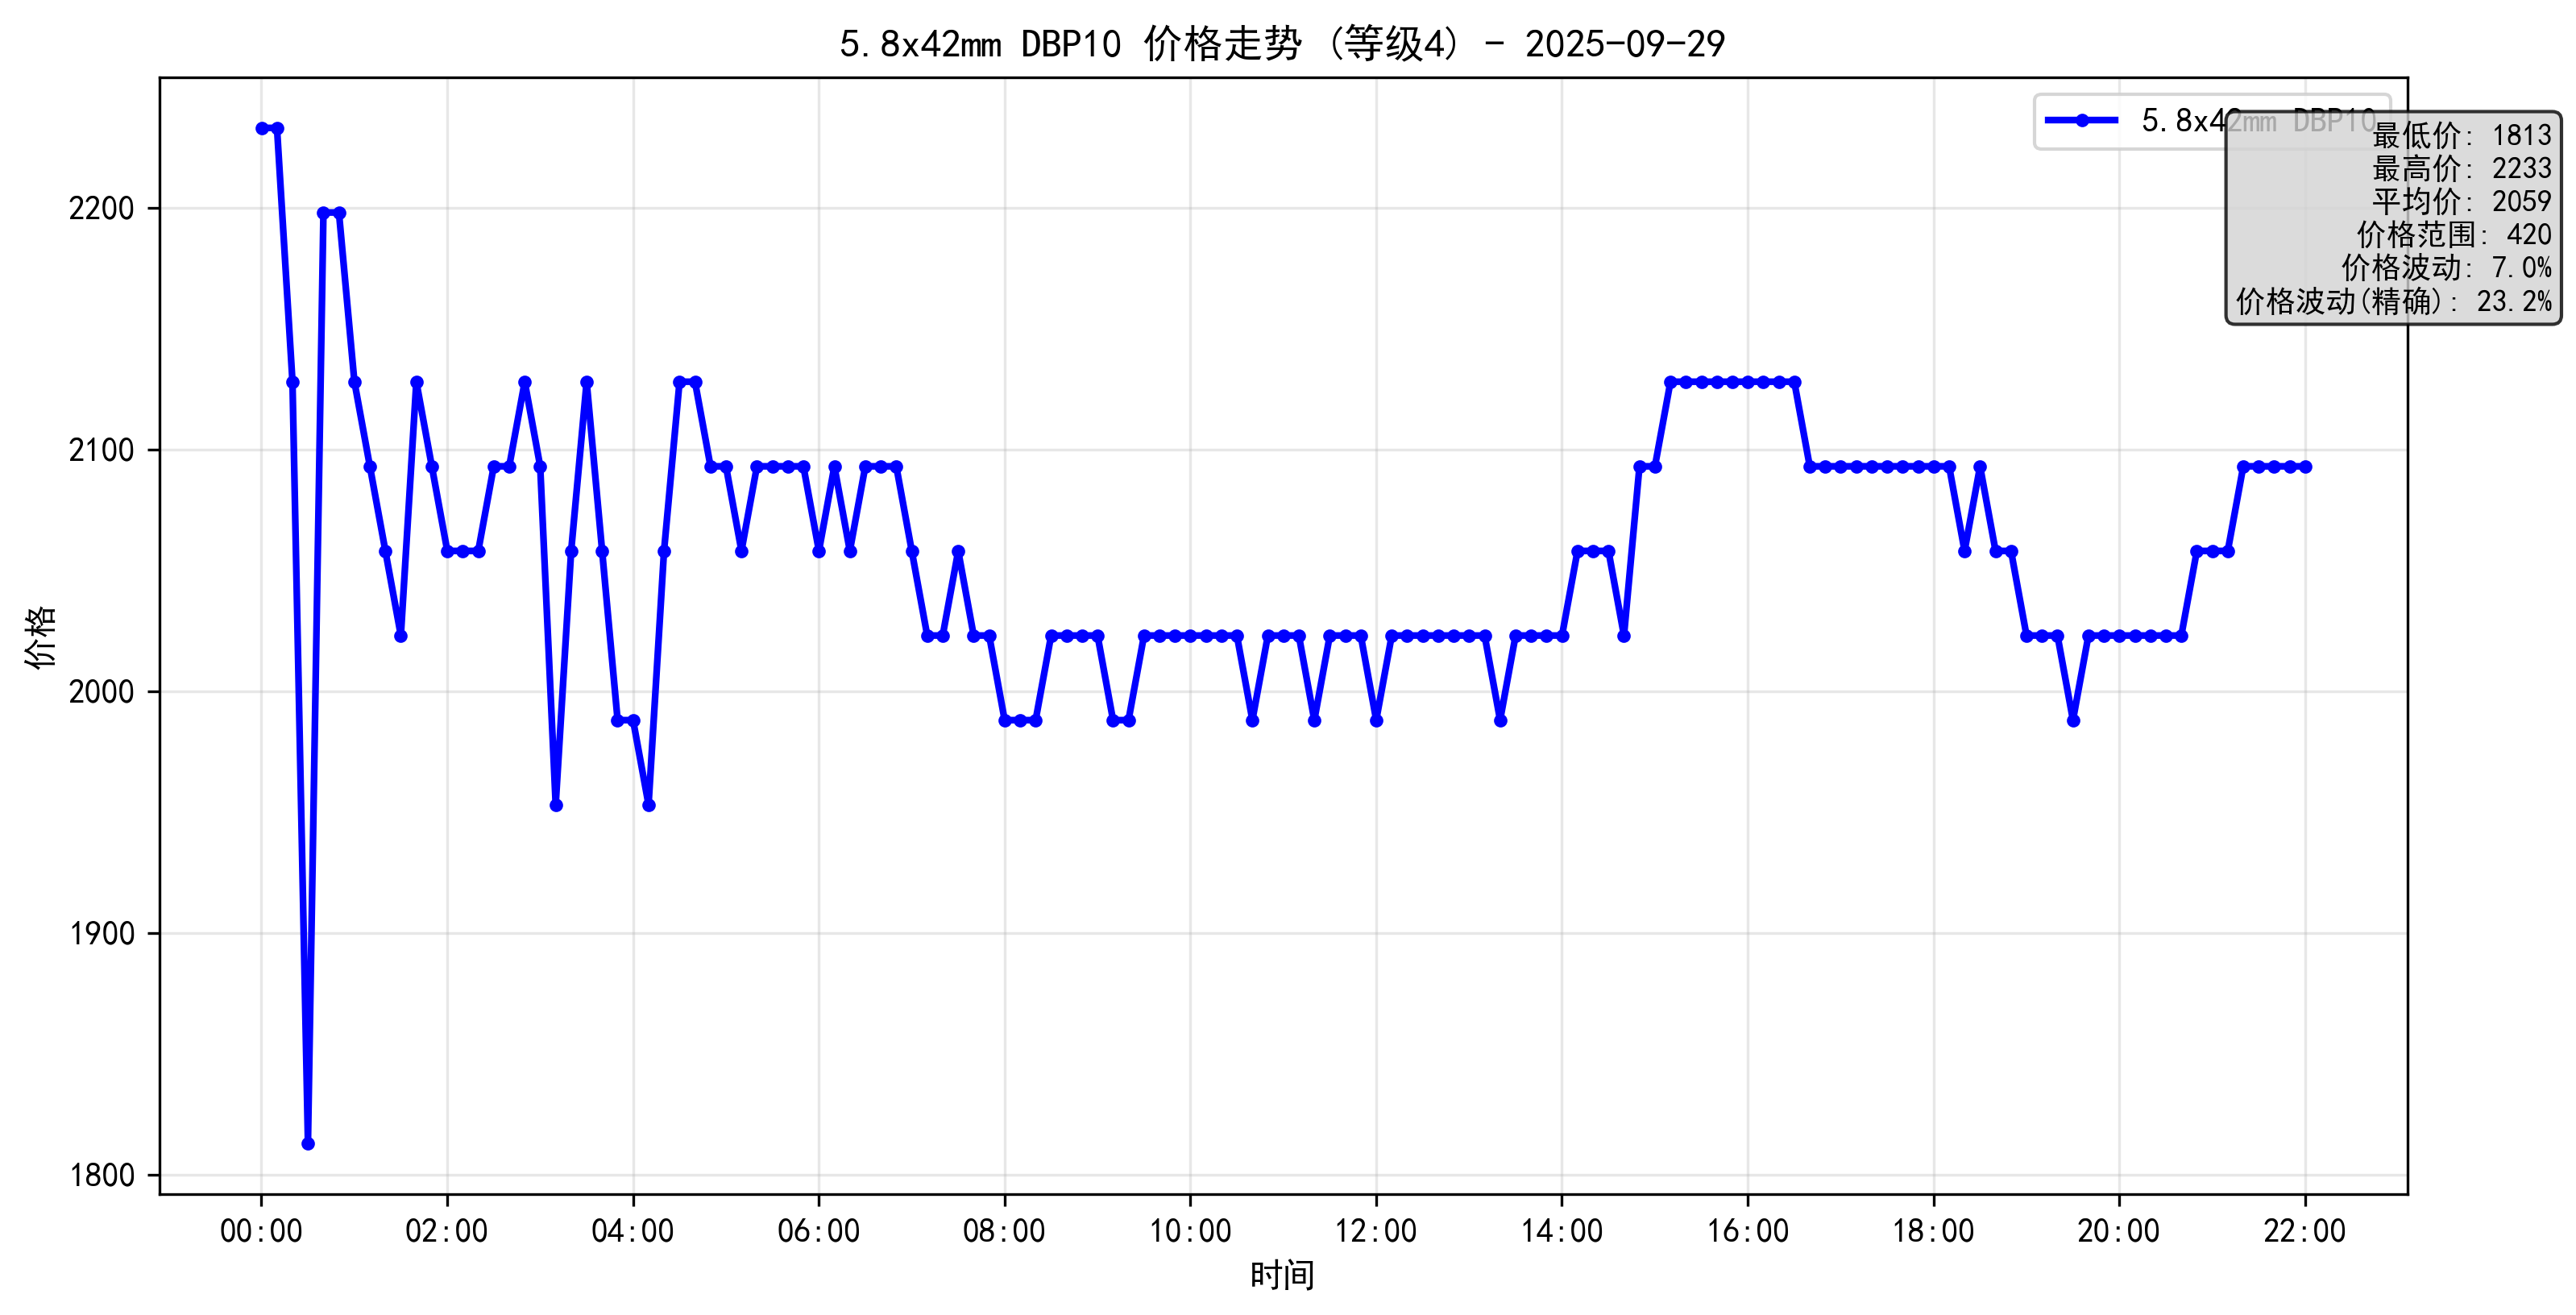 5.8x42mm DBP10 价格走势 (等级4) - 2025-09-29
5.8x42mm DBP10
最低价: 1813
最高价: 2233
平均价: 2059
价格范围: 420
价格波动: 7.0%
价格波动(精确): 23.2%
价格
2200
2100
2000
1900
1800
00:00 02:00 04:00 06:00 08:00 10:00 12:00 14:00 16:00 18:00 20:00 22:00
时间